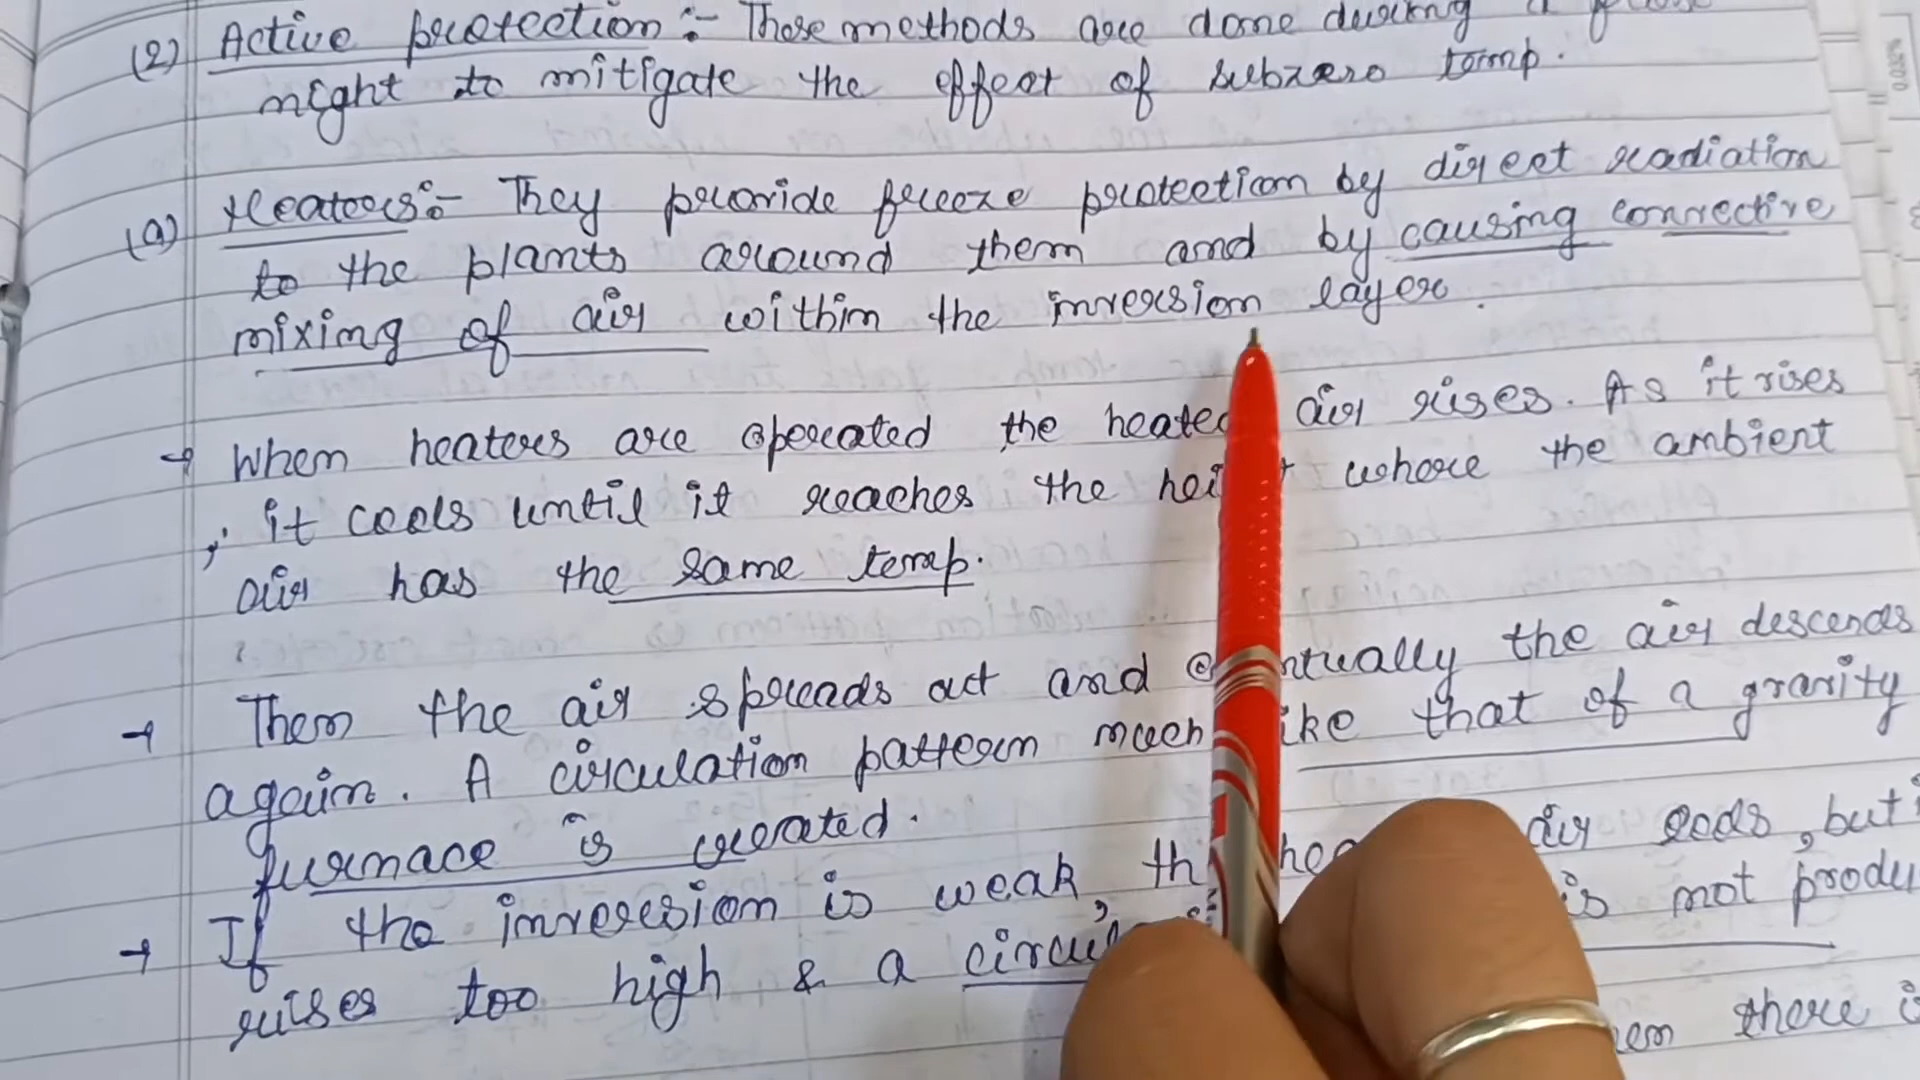 (2) Active protection :- These methods are done during a
night to mitigate the effect of subzero temp.
(a) Heaters :- They provide freeze protection by direct radiation
to the plants around them and by causing convective
mixing of air within the inversion layer.
→ When heaters are operated the heated air rises. As it rises
, it cools until it reaches the height where the ambient
air has the same temp.
→ Then the air spreads out and eventually the air descends
again. A circulation pattern much like that of a gravity
furnace is created.
→ If the inversion is weak, the air cools, but
rises too high & a is not
there